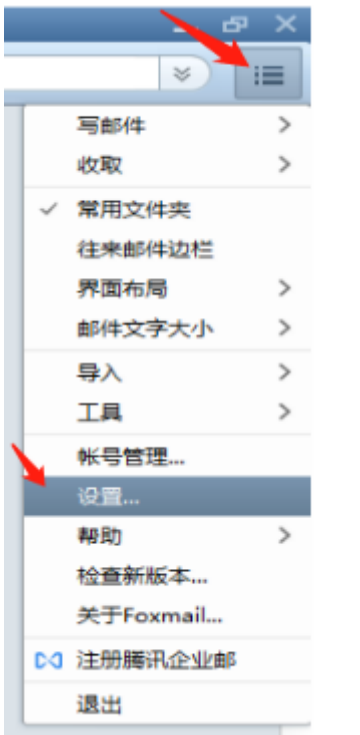 写邮件
收取
常用文件夹
往来邮件边栏
界面布局
邮件文字大小
导入
工具
帐号管理...
设置...
帮助
检查新版本...
关于Foxmail...
注册腾讯企业邮
退出